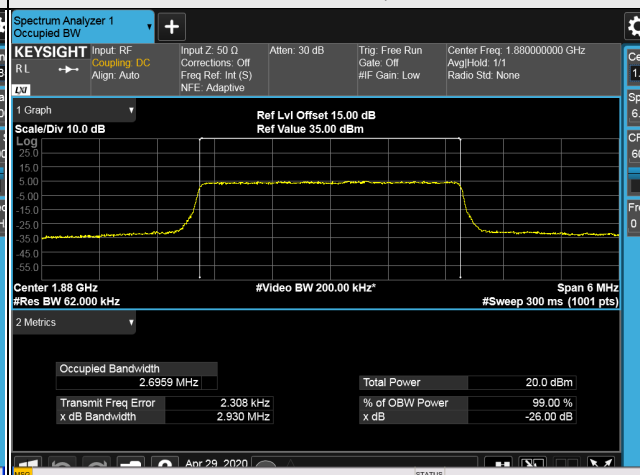 Spectrum Analyzer 1
Occupied BW
KEYSIGHT
R L
LXI
Input: RF
Coupling: DC
Align: Auto
Input Z: 50 Ω
Corrections: Off
Freq Ref: Int (S)
NFE: Adaptive
Atten: 30 dB
Trig: Free Run
Gate: Off
#IF Gain: Low
Center Freq: 1.880000000 GHz
Avg|Hold: 1/1
Radio Std: None
1 Graph
Scale/Div 10.0 dB
Ref Lvl Offset 15.00 dB
Ref Value 35.00 dBm
Log
25.0
15.0
5.00
-5.00
-15.0
-25.0
-35.0
-45.0
-55.0
Center 1.88 GHz
#Video BW 200.00 kHz*
Span 6 MHz
#Res BW 62.000 kHz
#Sweep 300 ms (1001 pts)
2 Metrics
Occupied Bandwidth
2.6959 MHz
Total Power 20.0 dBm
Transmit Freq Error 2.308 kHz
% of OBW Power 99.00 %
x dB Bandwidth 2.930 MHz
x dB -26.00 dB
Apr 29, 2020
MSG
STATUS